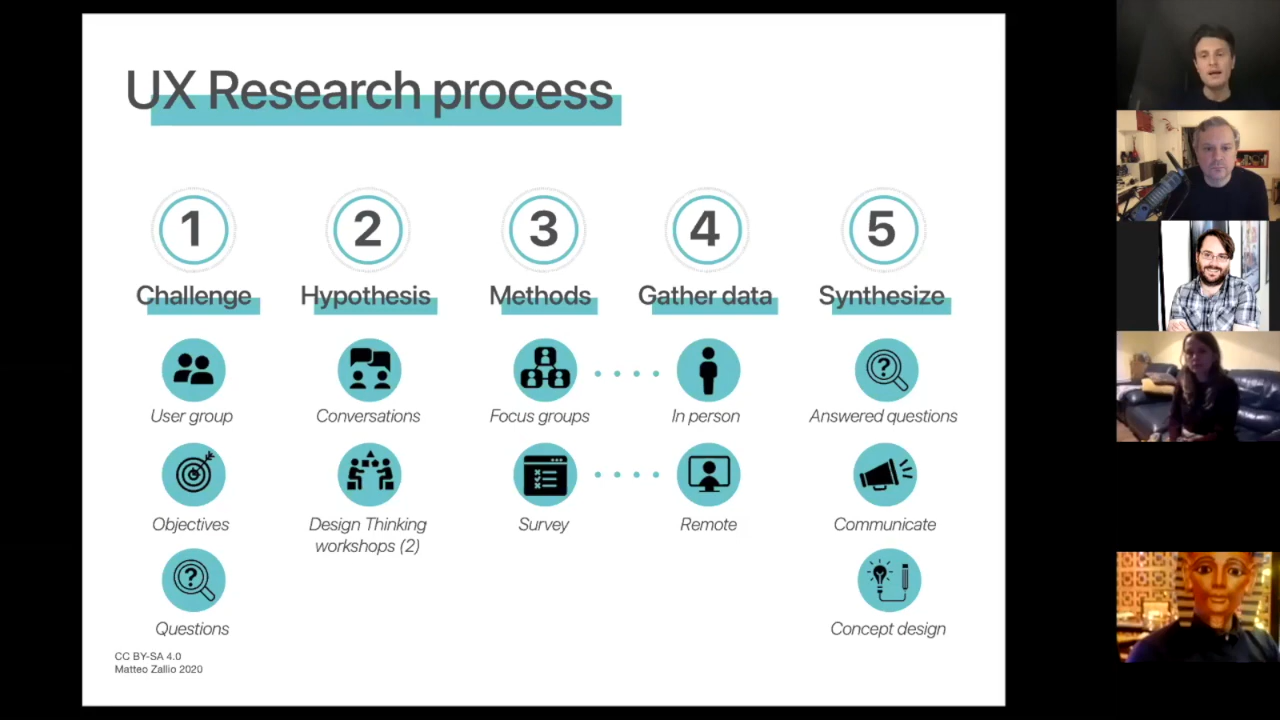 UX Research process
1
2
3
4
5
Challenge
Hypothesis
Methods
Gather data
Synthesize
User group
Conversations
Focus groups
In person
Answered questions
Objectives
Design Thinking
workshops (2)
Survey
Remote
Communicate
Questions
Concept design
CC BY-SA 4.0
Matteo Zallio 2020